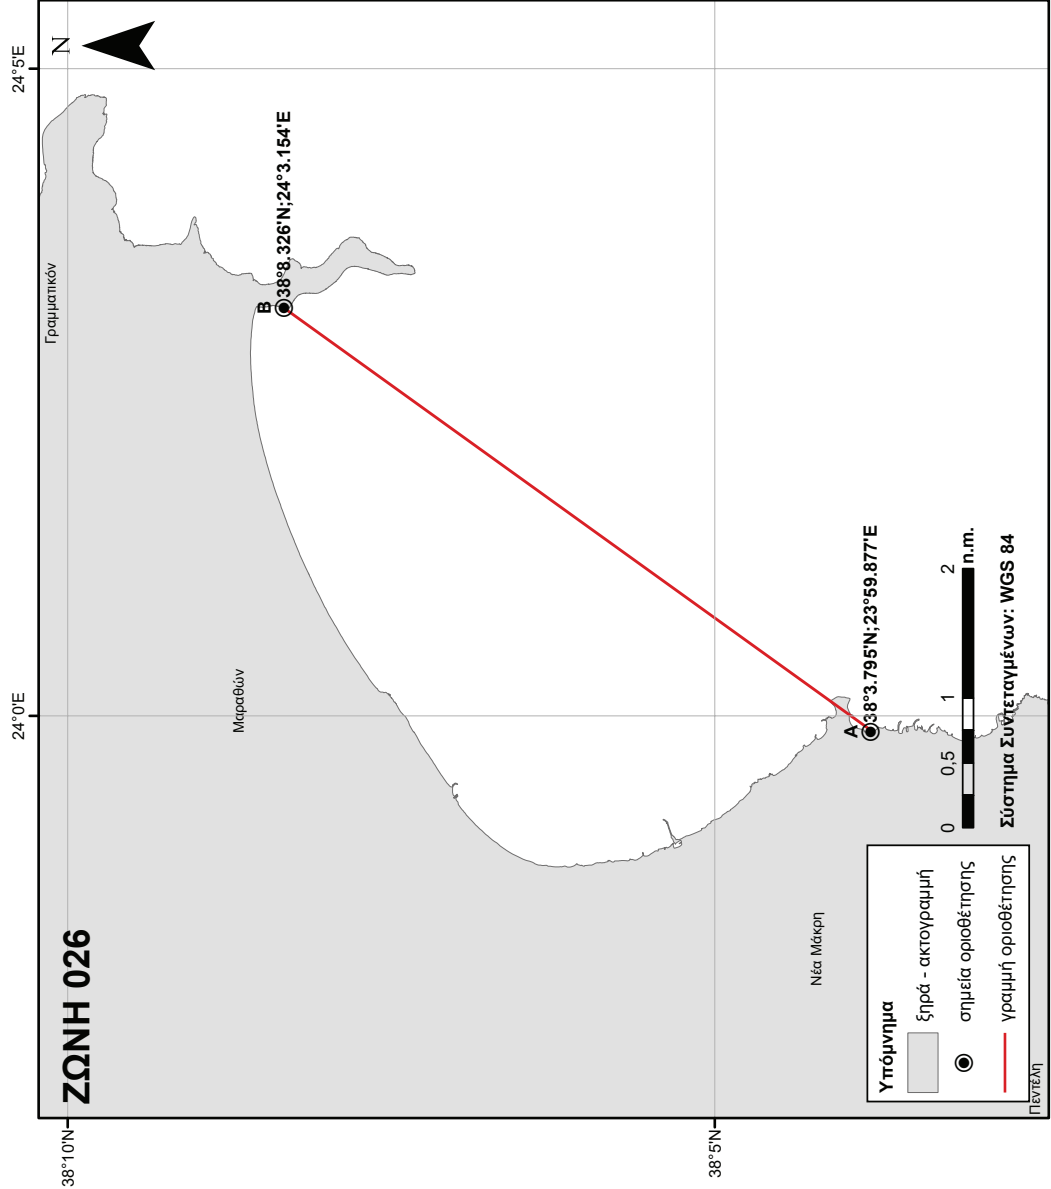 ΖΩΝΗ 026
N
24°0'E
24°5'E
38°10'N
38°5'N
Γραμματικόν
Μαραθών
Νέα Μάκρη
Πεντέλη
B
38°8.326'N;24°3.154'E
A
38°3.795'N;23°59.877'E
Υπόμνημα
ξηρά - ακτογραμμή
σημεία οριοθέτησης
γραμμή οριοθέτησης
0 0,5 1 2
n.m.
Σύστημα Συντεταγμένων: WGS 84